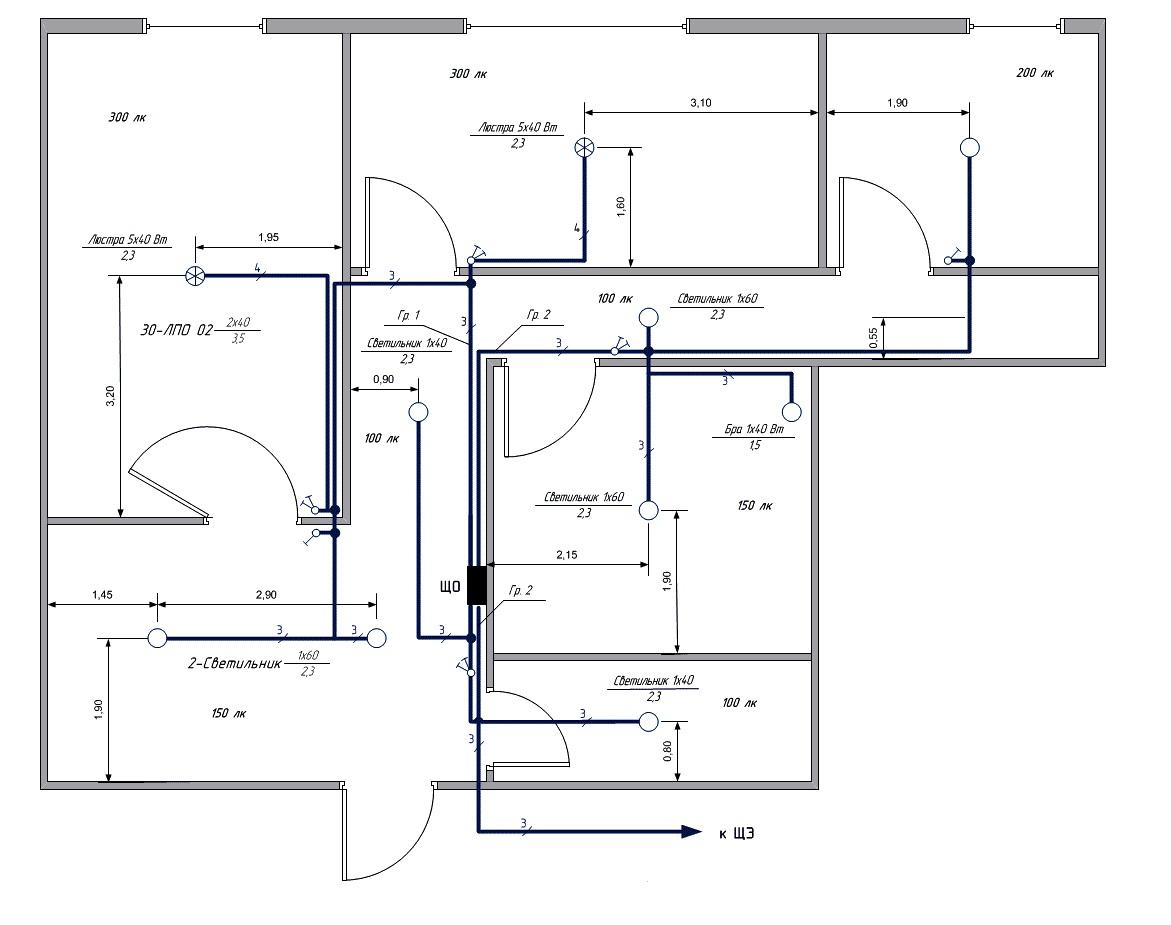 300 лк
200 лк
300 лк
3,10
1,90
Люстра 5х40 Вт
2,3
1,60
4
Люстра 5х40 Вт
2,3
1,95
4
3
100 лк
Светильник 1х60
2,3
ЗО-ЛПО 02 2х40
3,5
Гр. 1
3
Гр. 2
Светильник 1х40
2,3
3
0,55
3,20
0,90
3
100 лк
Бра 1х40 Вт
1,5
3
Светильник 1х60
2,3
150 лк
2,15
1,90
ЩО
Гр. 2
1,45
2,90
3
3
3
2-Светильник 1х60
2,3
1,90
150 лк
Светильник 1х40
2,3
100 лк
3
3
0,80
3
к ЩЭ